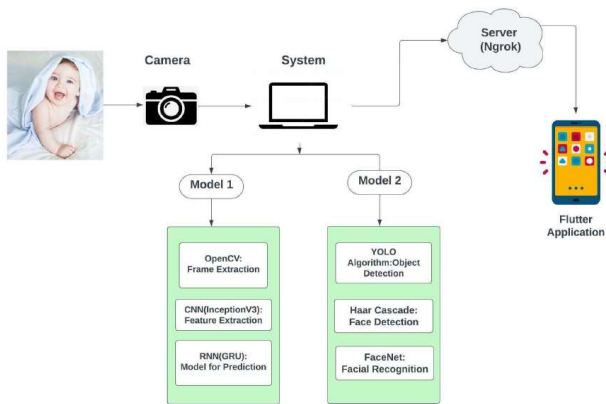 Camera
System
Server
(Ngrok)
Flutter
Application
Model 1
Model 2
OpenCV:
Frame Extraction
CNN(InceptionV3):
Feature Extraction
RNN(GRU):
Model for Prediction
YOLO
Algorithm:Object
Detection
Haar Cascade:
Face Detection
FaceNet:
Facial Recognition